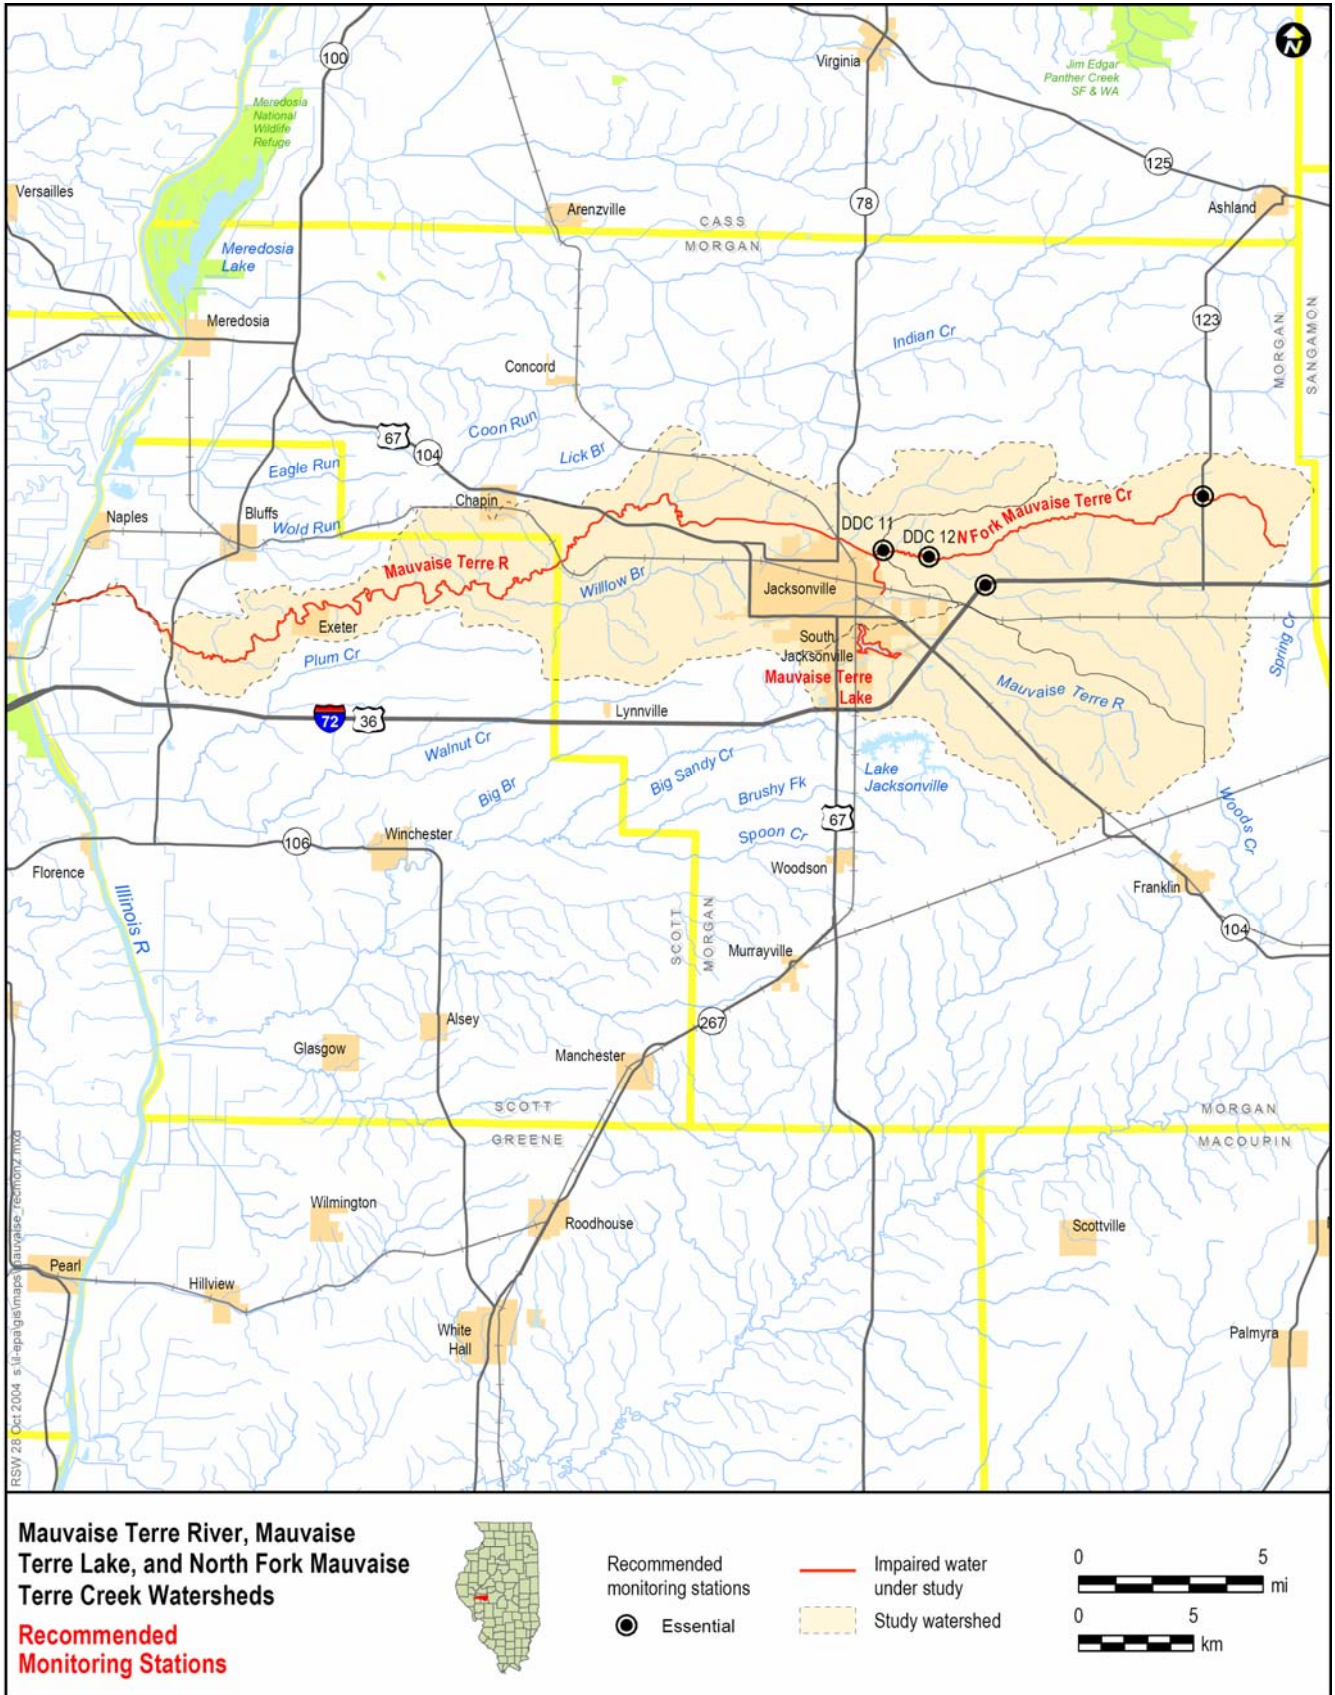 100
Virginia
N
Jim Edgar
Panther Creek
SF & WA
Meredosia
National
Wildlife
Refuge
125
Versailles
78
Arenzville
Ashland
CASS
MORGAN
Meredosia
Lake
Meredosia
123
MORGAN
SANGAMON
Indian Cr
Concord
Coon Run
67
104
Lick Br
Eagle Run
Chapin
Naples
Bluffs
Wold Run
DDC 11
DDC 12
N Fork Mauvaise Terre Cr
Mauvaise Terre R
Willlow Br
Jacksonville
Exeter
South
Jacksonville
Plum Cr
Spring Cr
Mauvaise Terre
Lake
Mauvaise Terre R
Lynnville
72
36
Walnut Cr
Big Sandy Cr
Lake
Jacksonville
Big Br
Brushy Fk
Woods Cr
67
Spoon Cr
106
Winchester
Woodson
Florence
Franklin
Illinois R
SCOTT
MORGAN
104
Murrayville
Alsey
267
Glasgow
Manchester
SCOTT
GREENE
MORGAN
MACOUPIN
Wilmington
Roodhouse
Scottville
Pearl
Hillview
White
Hall
Palmyra
RSW 28 Oct 2004 s:\il-epa\gis\maps\mauvaise_recmon2.mxd
Mauvaise Terre River, Mauvaise
Terre Lake, and North Fork Mauvaise
Terre Creek Watersheds
Recommended
Monitoring Stations
Recommended
monitoring stations
Essential
Impaired water
under study
Study watershed
0 5
mi
0 5
km